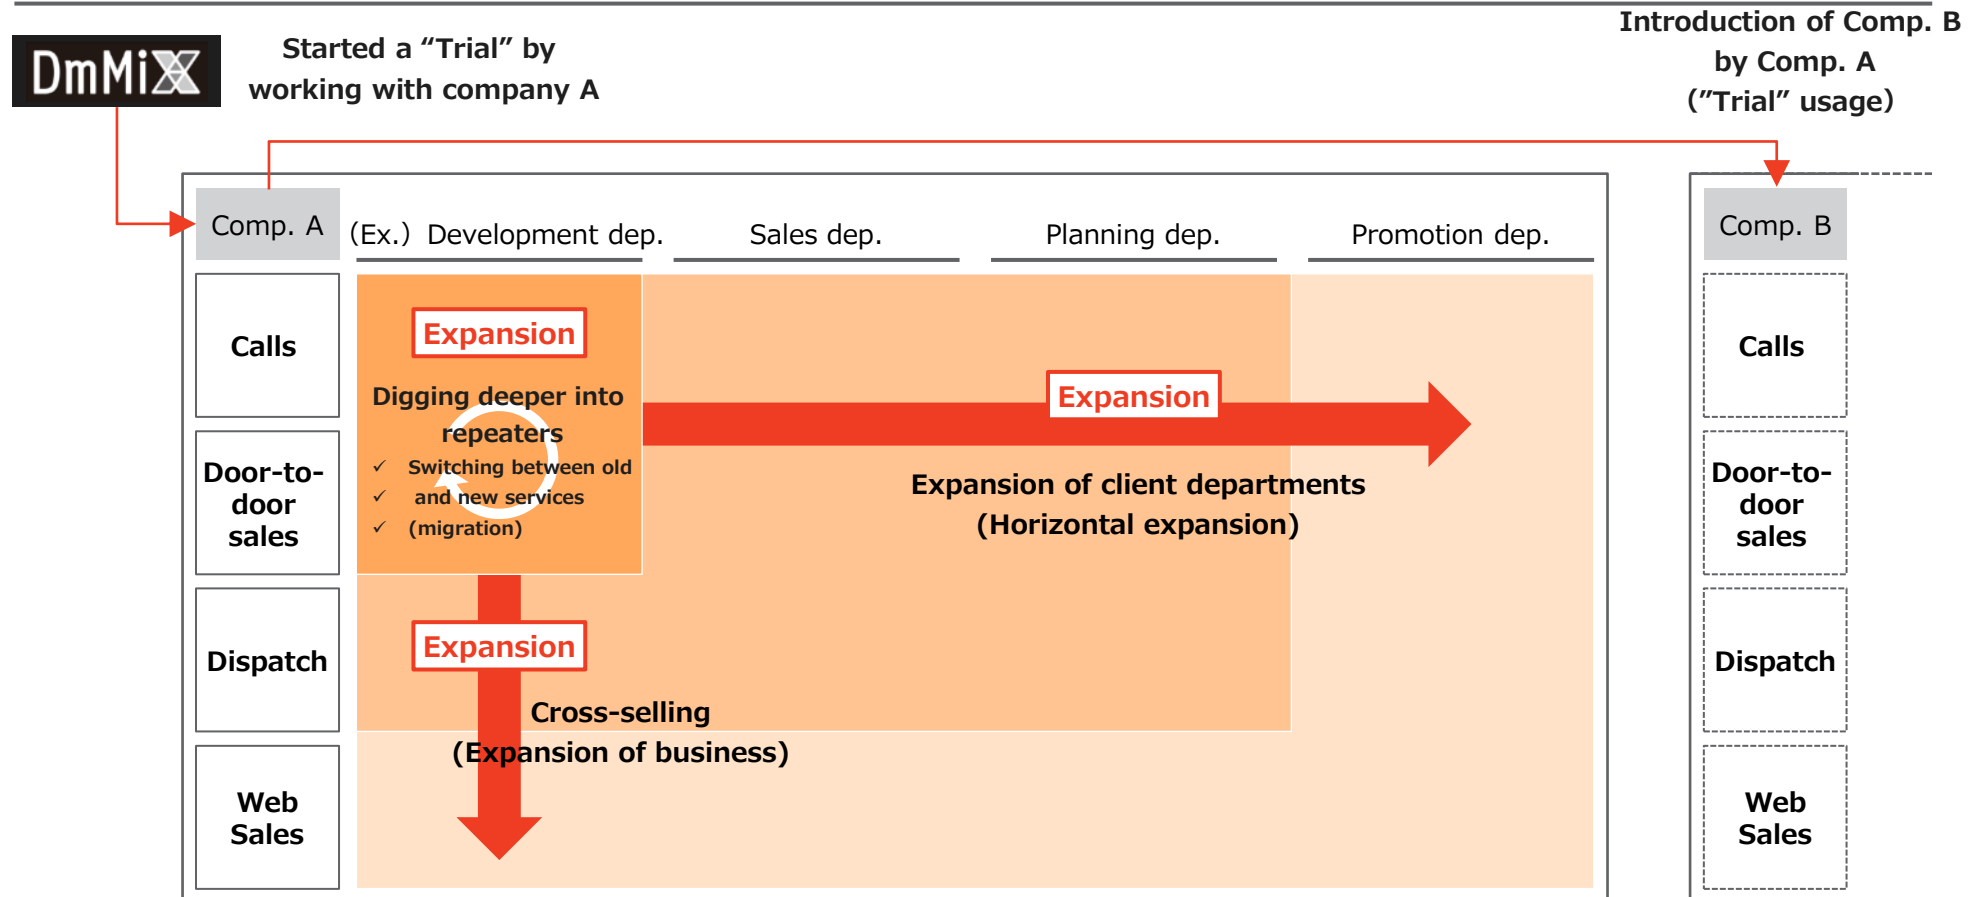 DmMiX
Started a “Trial” by
working with company A
Introduction of Comp. B
by Comp. A
(”Trial” usage)
Comp. A
(Ex.) Development dep.
Sales dep.
Planning dep.
Promotion dep.
Comp. B
Calls
Door-to-
door
sales
Dispatch
Web
Sales
Expansion
Digging deeper into
repeaters
✓ Switching between old
✓ and new services
✓ (migration)
Expansion
Expansion of client departments
(Horizontal expansion)
Expansion
Cross-selling
(Expansion of business)
Calls
Door-to-
door
sales
Dispatch
Web
Sales